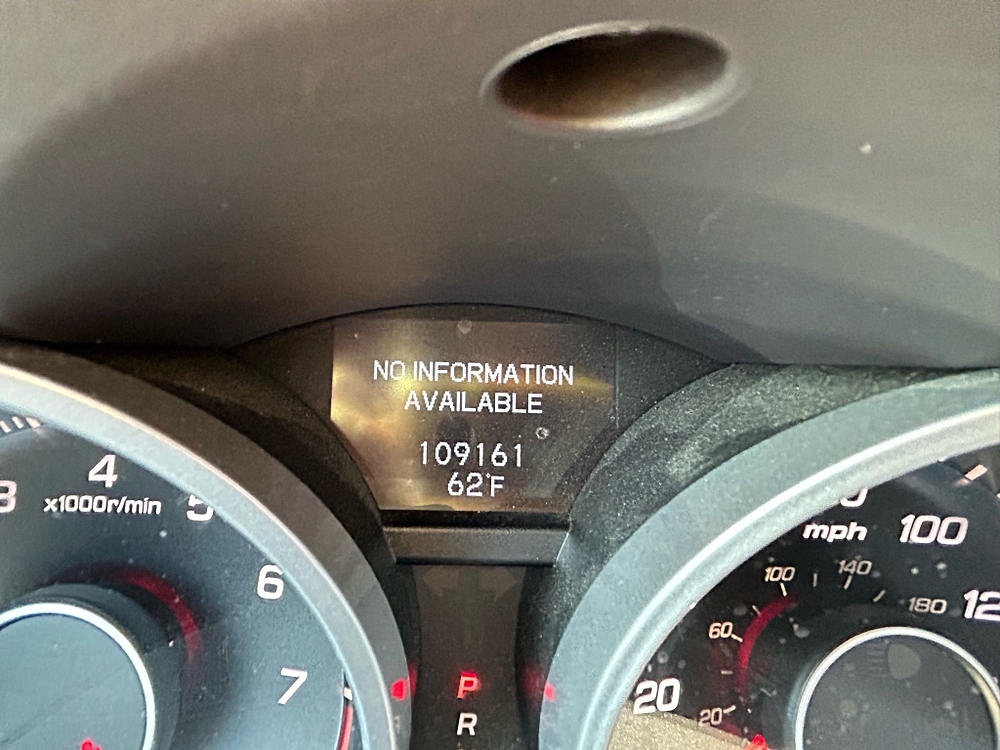 NO INFORMATION
AVAILABLE
109161
62°F
4
x1000r/min
5
6
7
P
R
mph
100
100
140
180
60
20
20